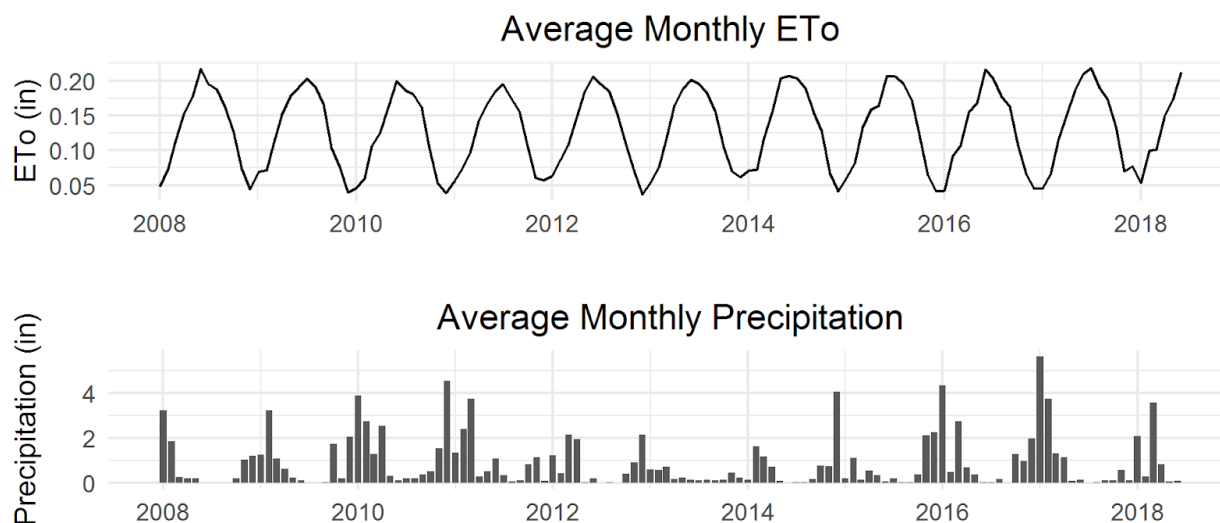 Average Monthly ETo
ETo (in)
0.20
0.15
0.10
0.05
2008 2010 2012 2014 2016 2018
Average Monthly Precipitation
Precipitation (in)
4
2
0
2008 2010 2012 2014 2016 2018